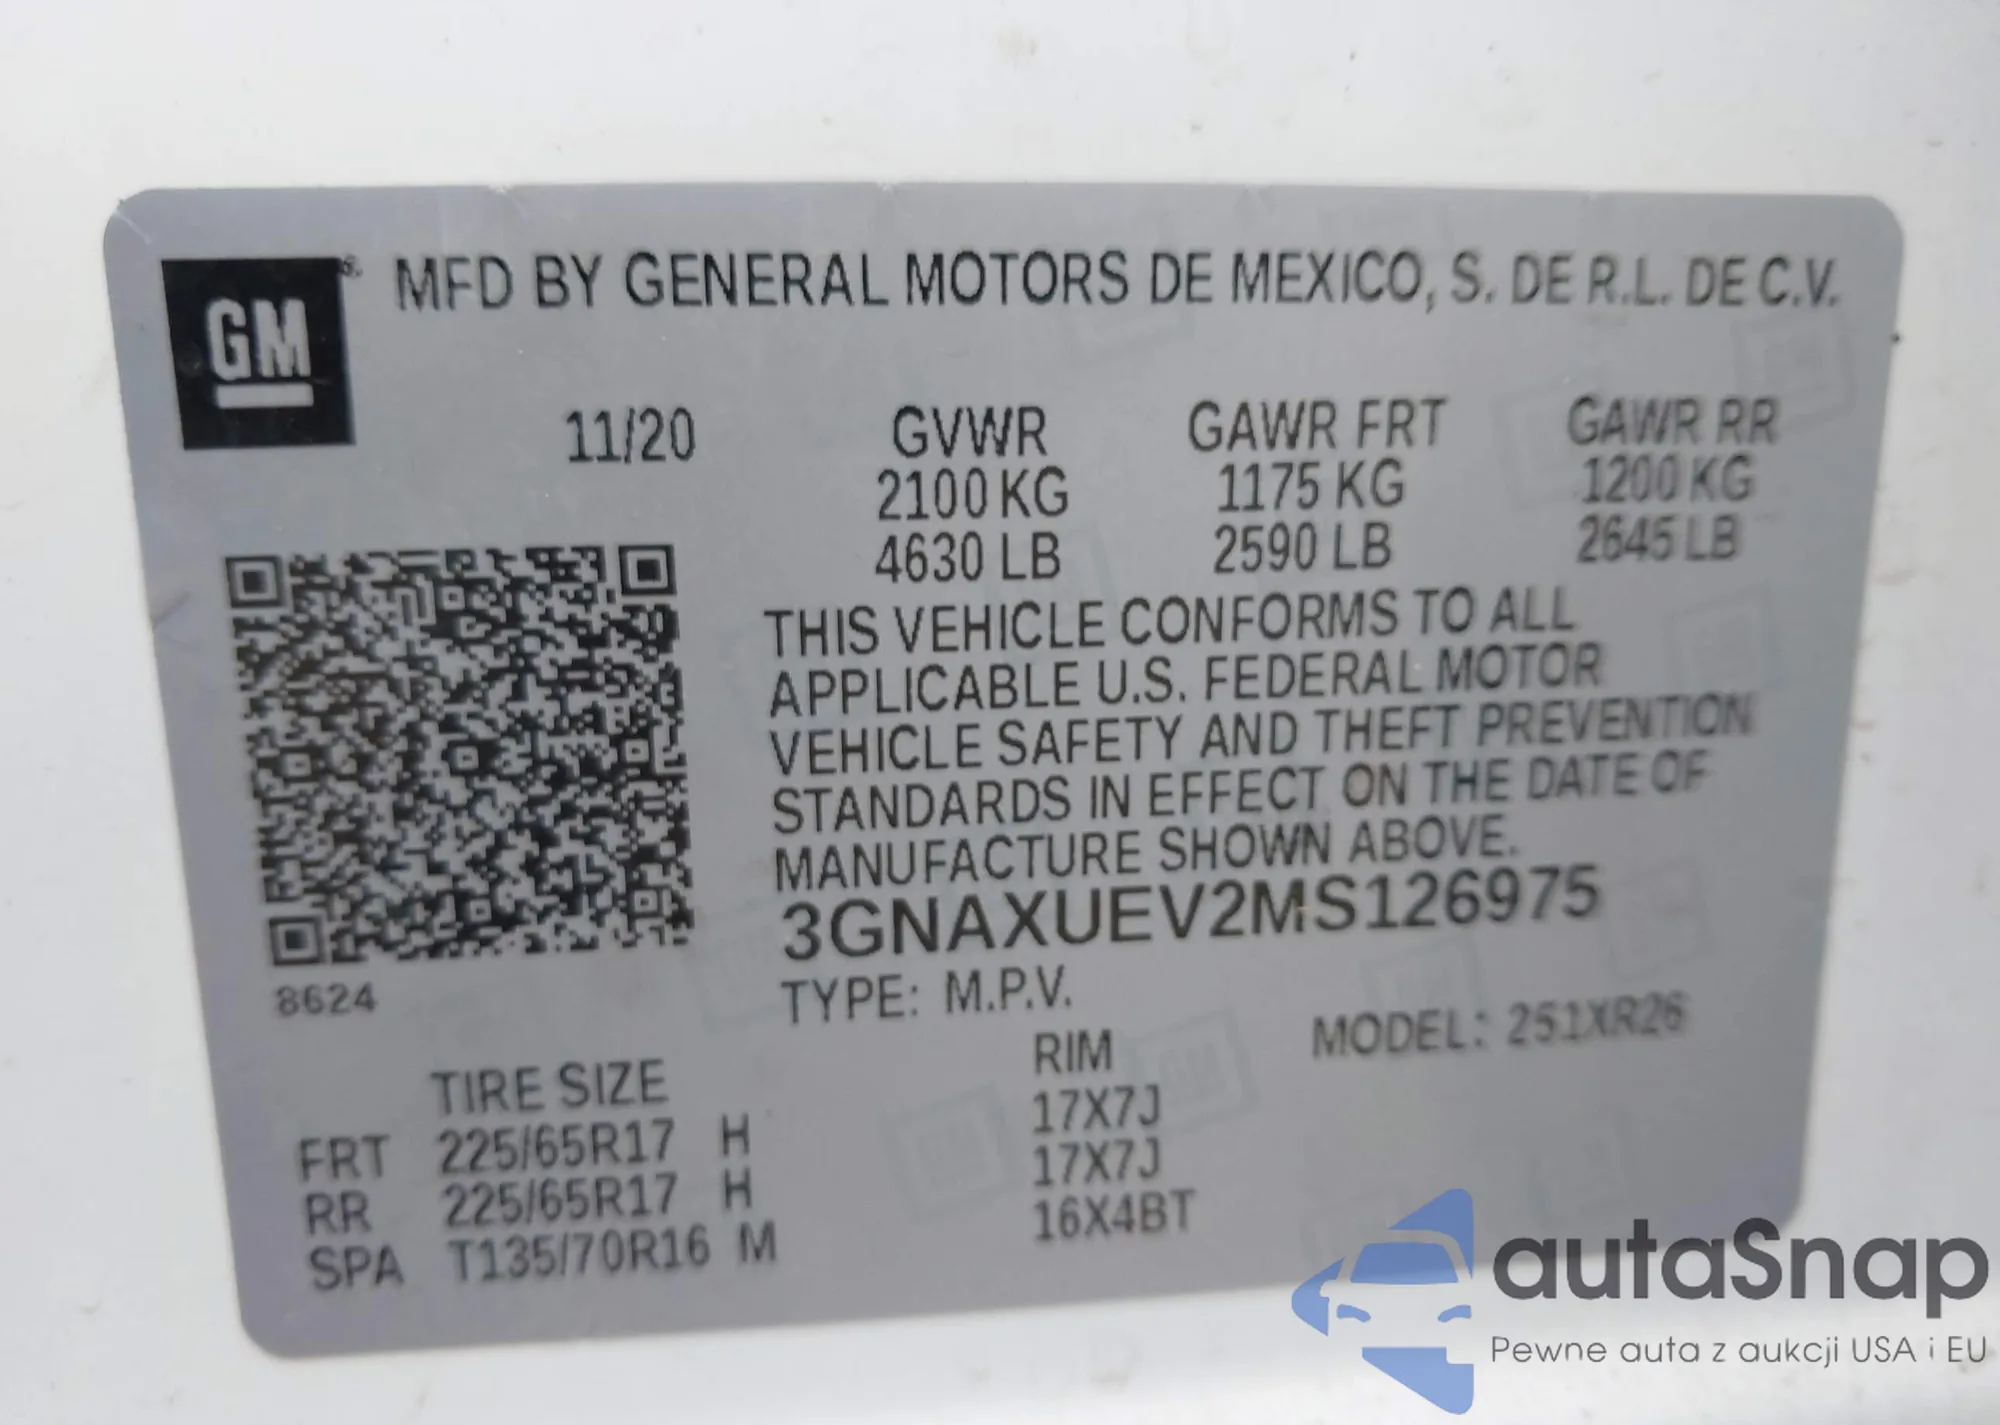 GM
MFD BY GENERAL MOTORS DE MEXICO, S. DE R.L. DE C.V.
11/20 GVWR GAWR FRT GAWR RR
2100 KG 1175 KG 1200 KG
4630 LB 2590 LB 2645 LB
THIS VEHICLE CONFORMS TO ALL
APPLICABLE U.S. FEDERAL MOTOR
VEHICLE SAFETY AND THEFT PREVENTION
STANDARDS IN EFFECT ON THE DATE OF
MANUFACTURE SHOWN ABOVE.
3GNAXUEV2MS126975
8624
TYPE: M.P.V. MODEL: 251XR26
TIRE SIZE RIM
FRT 225/65R17 H 17X7J
RR 225/65R17 H 17X7J
SPA T135/70R16 M 16X4BT
autaSnap
Pewne auta z aukcji USA i EU